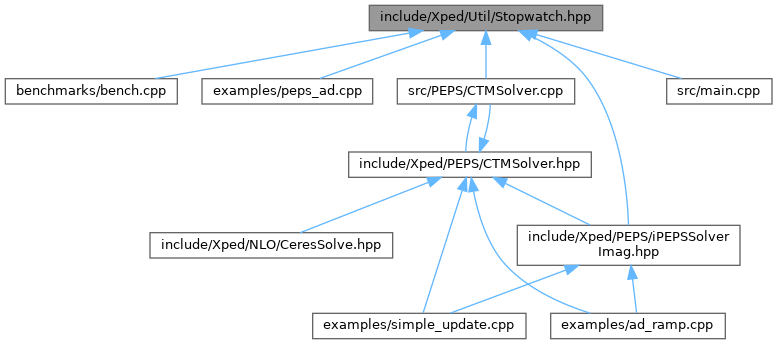 include/Xped/Util/Stopwatch.hpp
benchmarks/bench.cpp
examples/peps_ad.cpp
src/PEPS/CTMSolver.cpp
src/main.cpp
include/Xped/PEPS/CTMSolver.hpp
include/Xped/NLO/CeresSolve.hpp
include/Xped/PEPS/iPEPSSolver
Imag.hpp
examples/simple_update.cpp
examples/ad_ramp.cpp